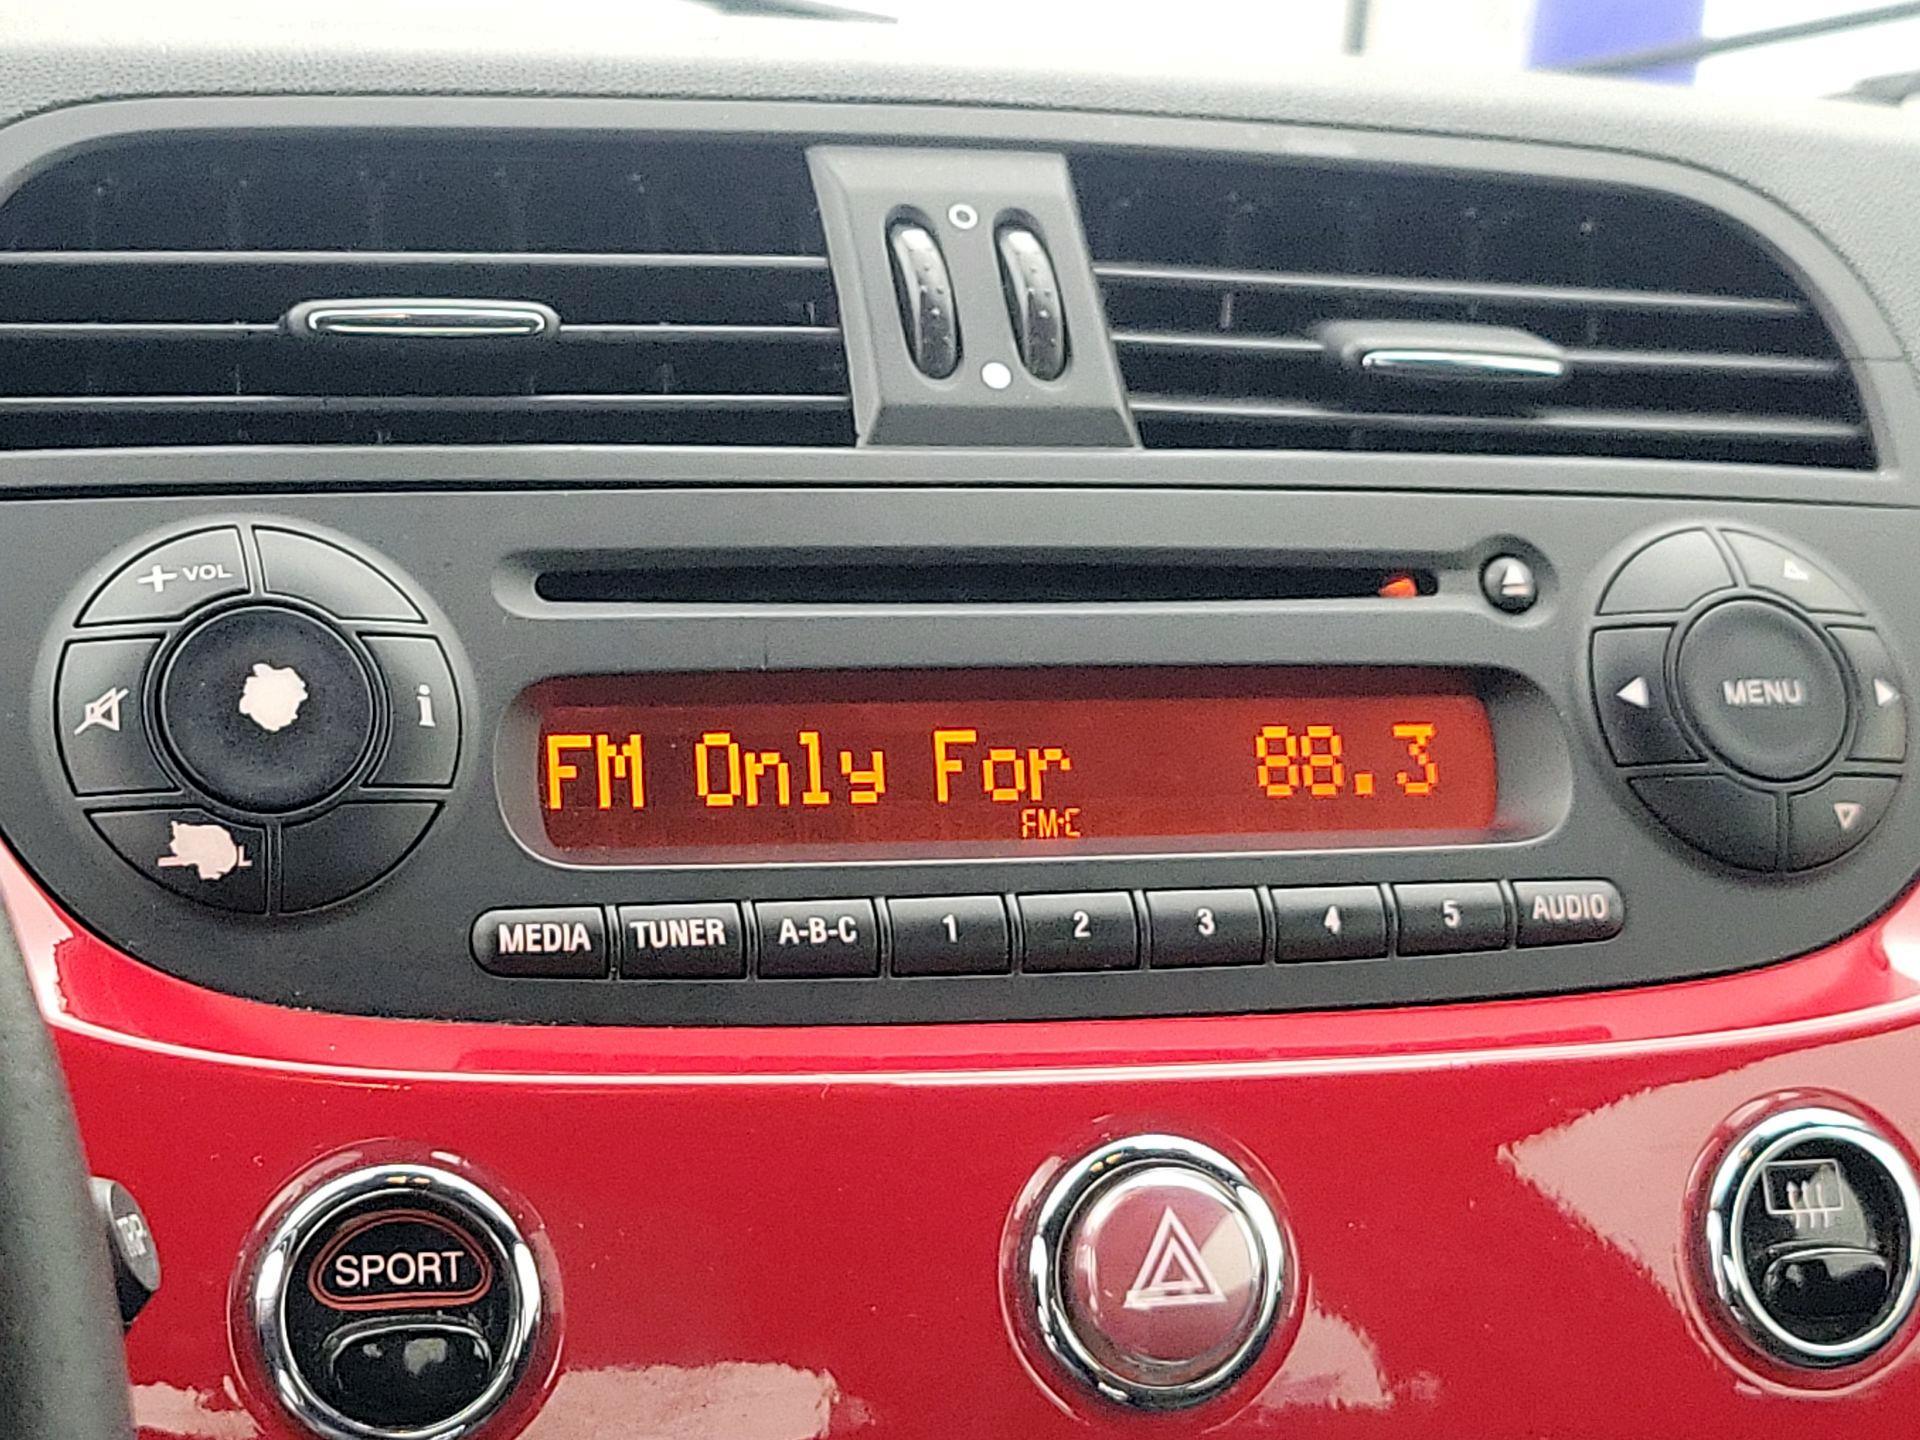 + VOL
i
FM Only For 88.3
FM-C
MENU
MEDIA TUNER A-B-C 1 2 3 4 5 AUDIO
SPORT